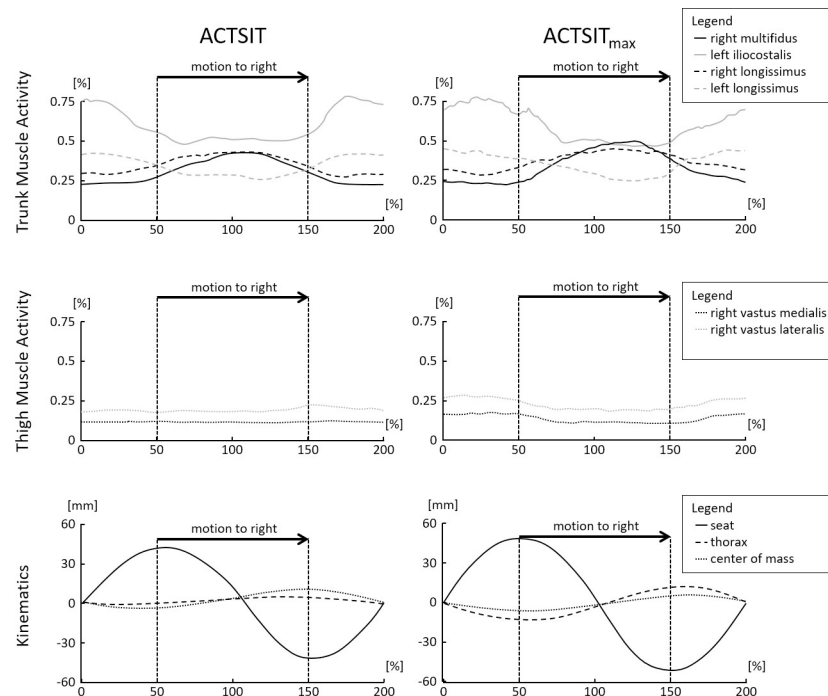 ACTSIT
ACTSITmax
Legend
right multifidus
left iliocostalis
right longissimus
left longissimus
Trunk Muscle Activity
[%]
motion to right
0.75
0.5
0.25
0
0
50
100
150
200
[%]
[%]
motion to right
0.75
0.5
0.25
0
0
50
100
150
200
[%]
Thigh Muscle Activity
[%]
motion to right
0.75
0.5
0.25
0
0
50
100
150
200
[%]
[%]
motion to right
0.75
0.5
0.25
0
0
50
100
150
200
[%]
Legend
right vastus medialis
right vastus lateralis
Kinematics
[mm]
motion to right
60
30
0
-30
-60
0
50
100
150
200
[%]
[mm]
motion to right
60
30
0
-30
-60
0
50
100
150
200
[%]
Legend
seat
thorax
center of mass